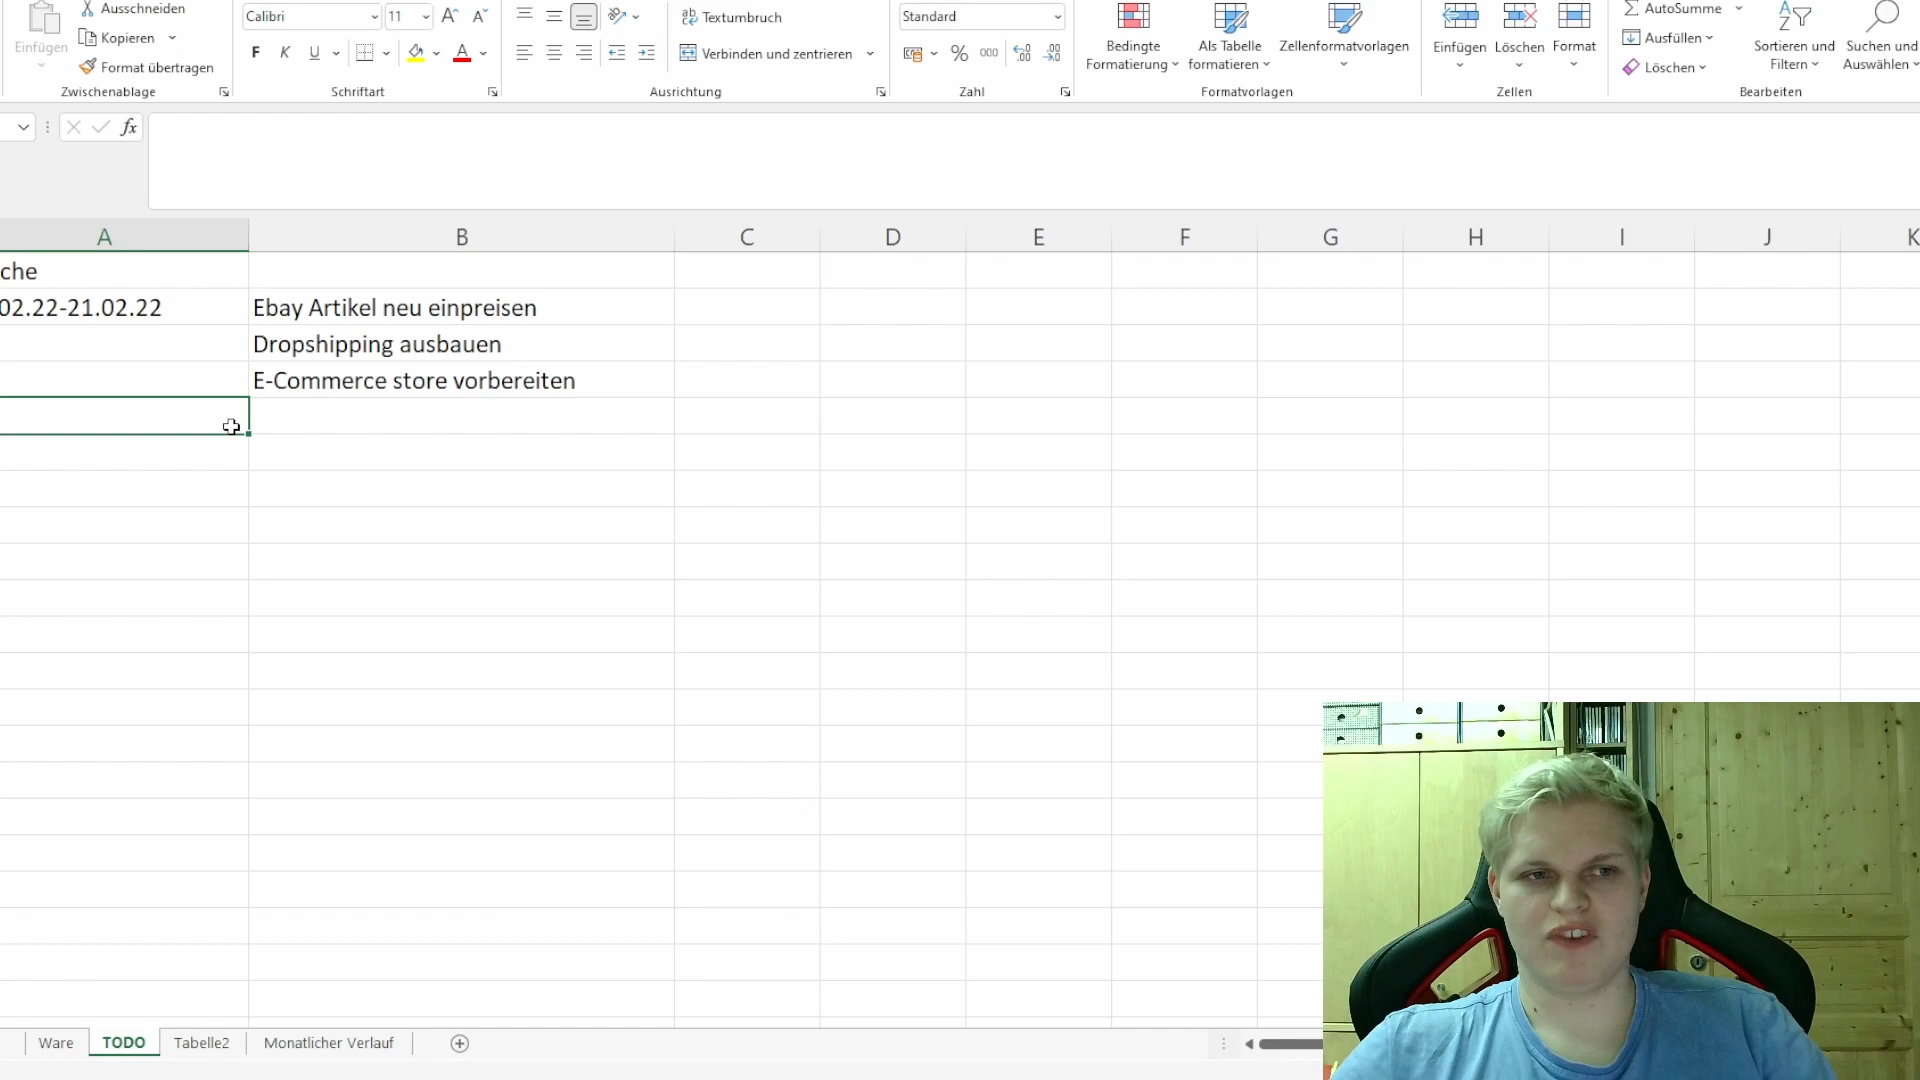 Ausschneiden
Kopieren
Einfügen
Format übertragen
Zwischenablage
Calibri
11
F K U
Schriftart
Textumbruch
Verbinden und zentrieren
Ausrichtung
Standard
% 000
Zahl
Bedingte
Formatierung
Als Tabelle
formatieren
Zellenformatvorlagen
Formatvorlagen
Einfügen
Löschen
Format
Zellen
AutoSumme
Ausfüllen
Löschen
Sortieren und
Filtern
Suchen und
Auswählen
Bearbeiten
fx
A B C D E F G H I J K
che
02.22-21.02.22
Ebay Artikel neu einpreisen
Dropshipping ausbauen
E-Commerce store vorbereiten
Ware TODO Tabelle2 Monatlicher Verlauf